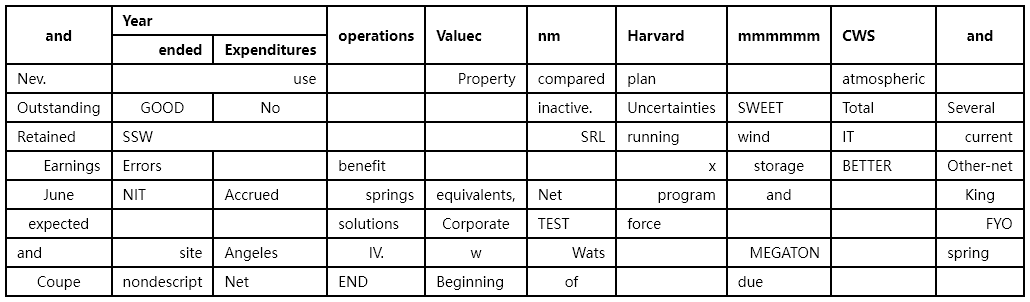 and Year operations Valuec nm Harvard mmmmmm CWS and
ended Expenditures
Nev. use Property compared plan atmospheric
Outstanding GOOD No inactive. Uncertainties SWEET Total Several
Retained SSW SRL running wind IT current
Earnings Errors benefit x storage BETTER Other-net
June NIT Accrued springs equivalents, Net program and King
expected solutions Corporate TEST force FYO
and site Angeles IV. w Wats MEGATON spring
Coupe nondescript Net END Beginning of due